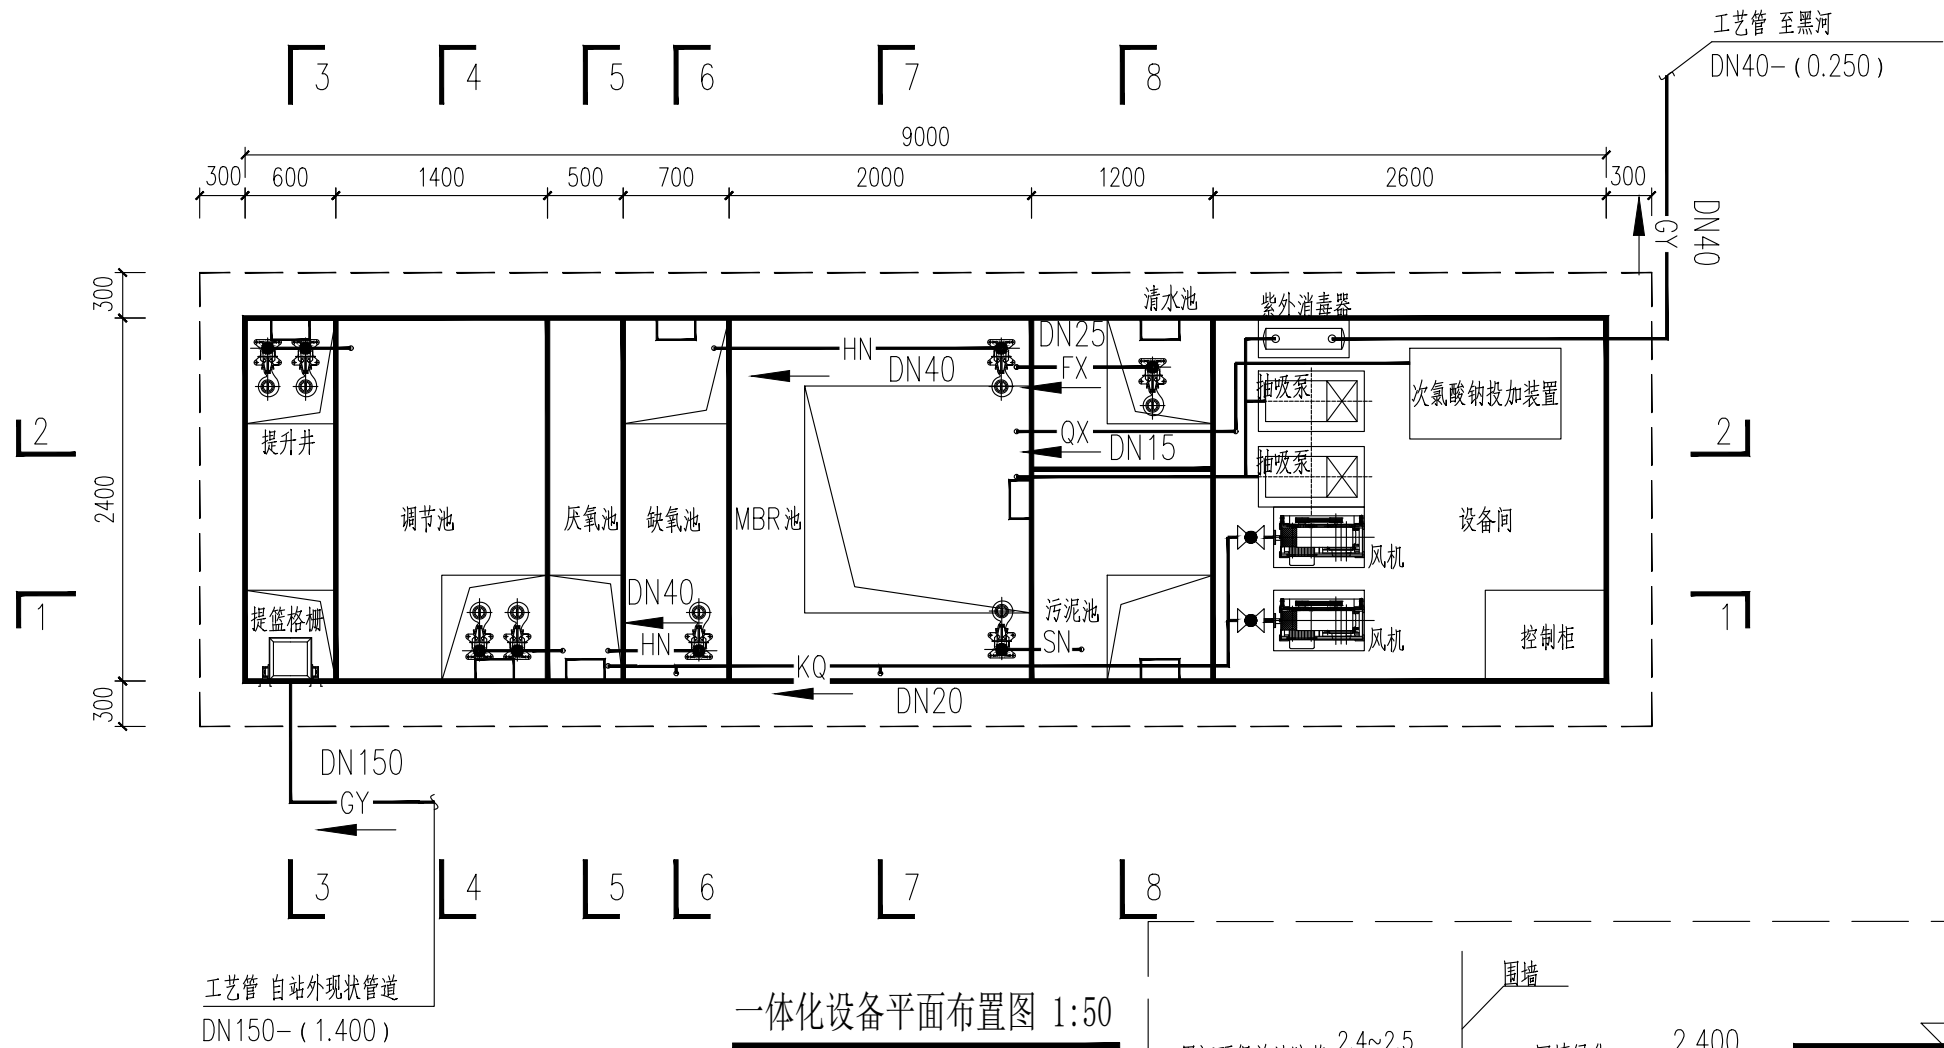 工艺管 至黑河
DN40-(0.250)
3 4 5 6 7 8
9000
300 600 1400 500 700 2000 1200 2600 300
DN40
GY
300
2400
300
清水池
紫外消毒器
DN25
HN
DN40
FX
抽吸泵
次氯酸钠投加装置
2
提升井
QX
DN15
2
抽吸泵
调节池
厌氧池
缺氧池
MBR池
设备间
风机
1
提篮格栅
DN40
HN
污泥池
SN
风机
控制柜
1
KQ
DN20
DN150
GY
3 4 5 6 7 8
工艺管 自站外现状管道
DN150-(1.400)
一体化设备平面布置图 1:50
围墙
2.4~2.5
2.400